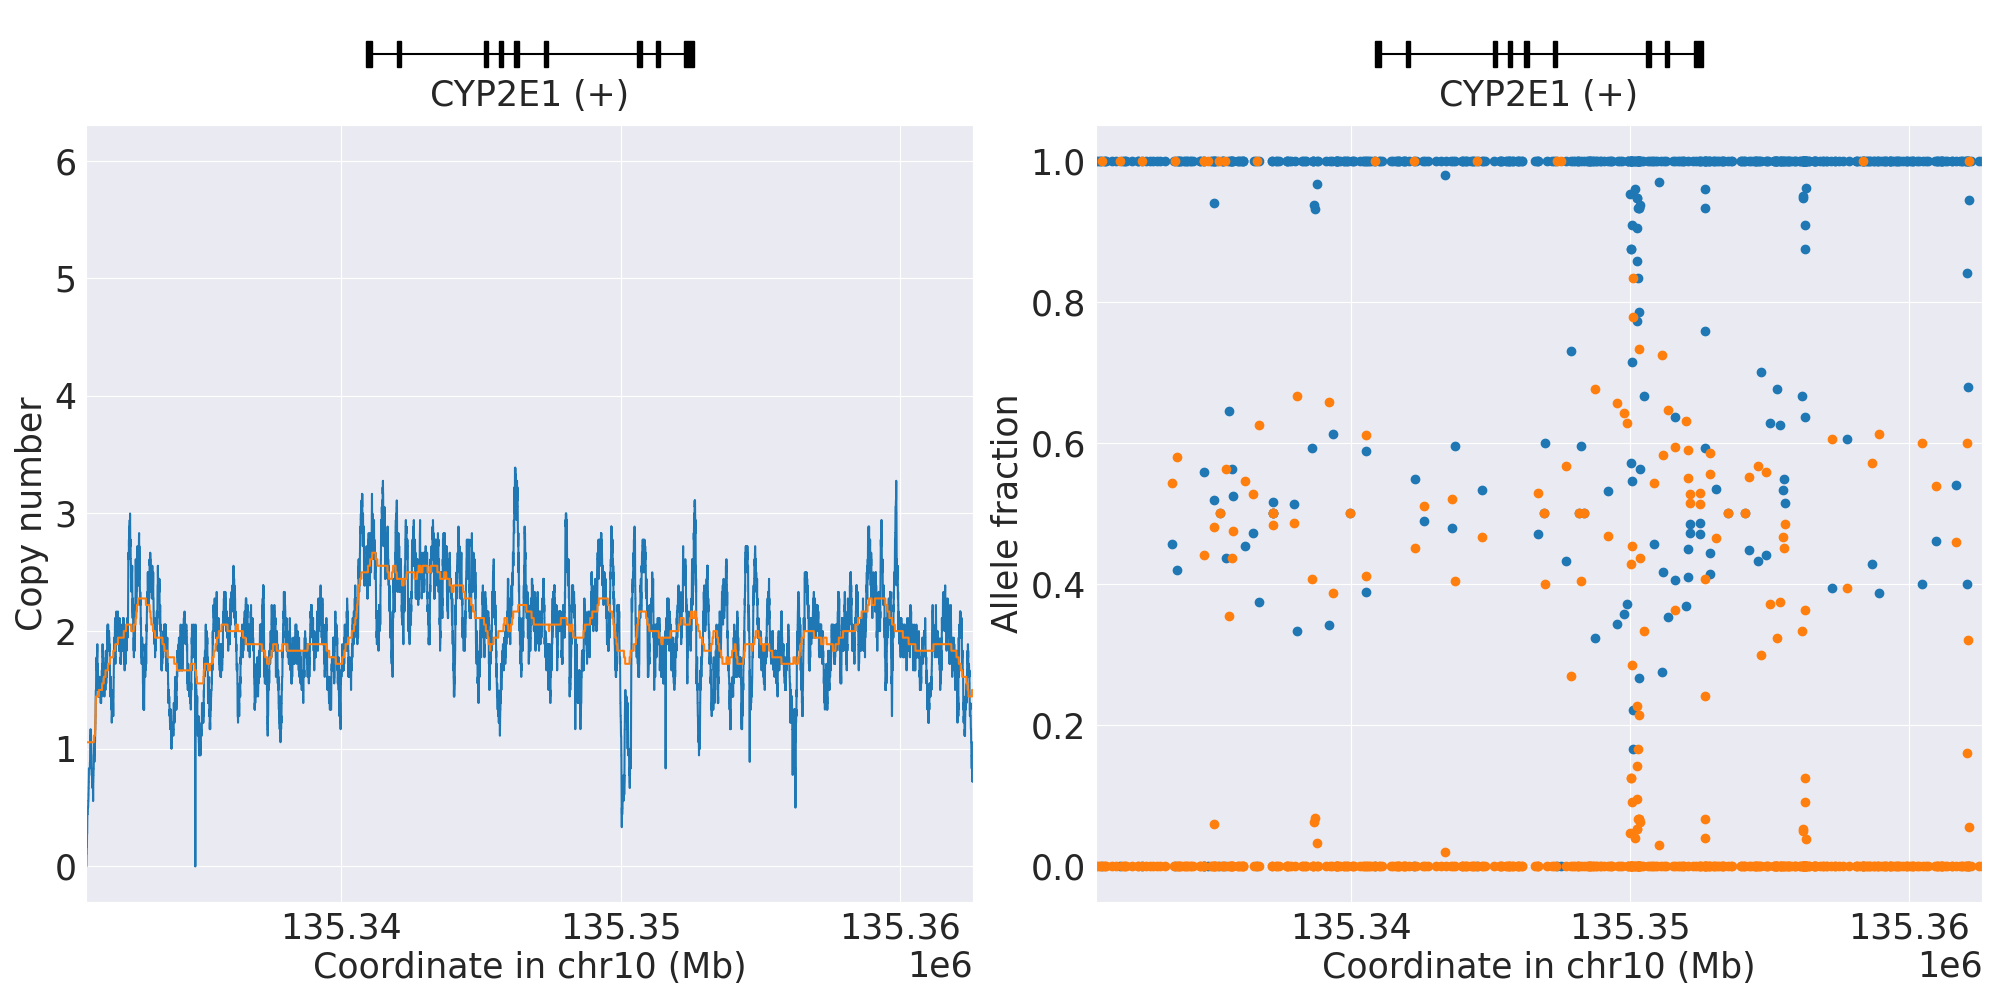 CYP2E1 (+)
6
5
4
3
2
1
0
Copy number
135.34 135.35 135.36
Coordinate in chr10 (Mb)
1e6
CYP2E1 (+)
1.0
0.8
0.6
0.4
0.2
0.0
Allele fraction
135.34 135.35 135.36
Coordinate in chr10 (Mb)
1e6